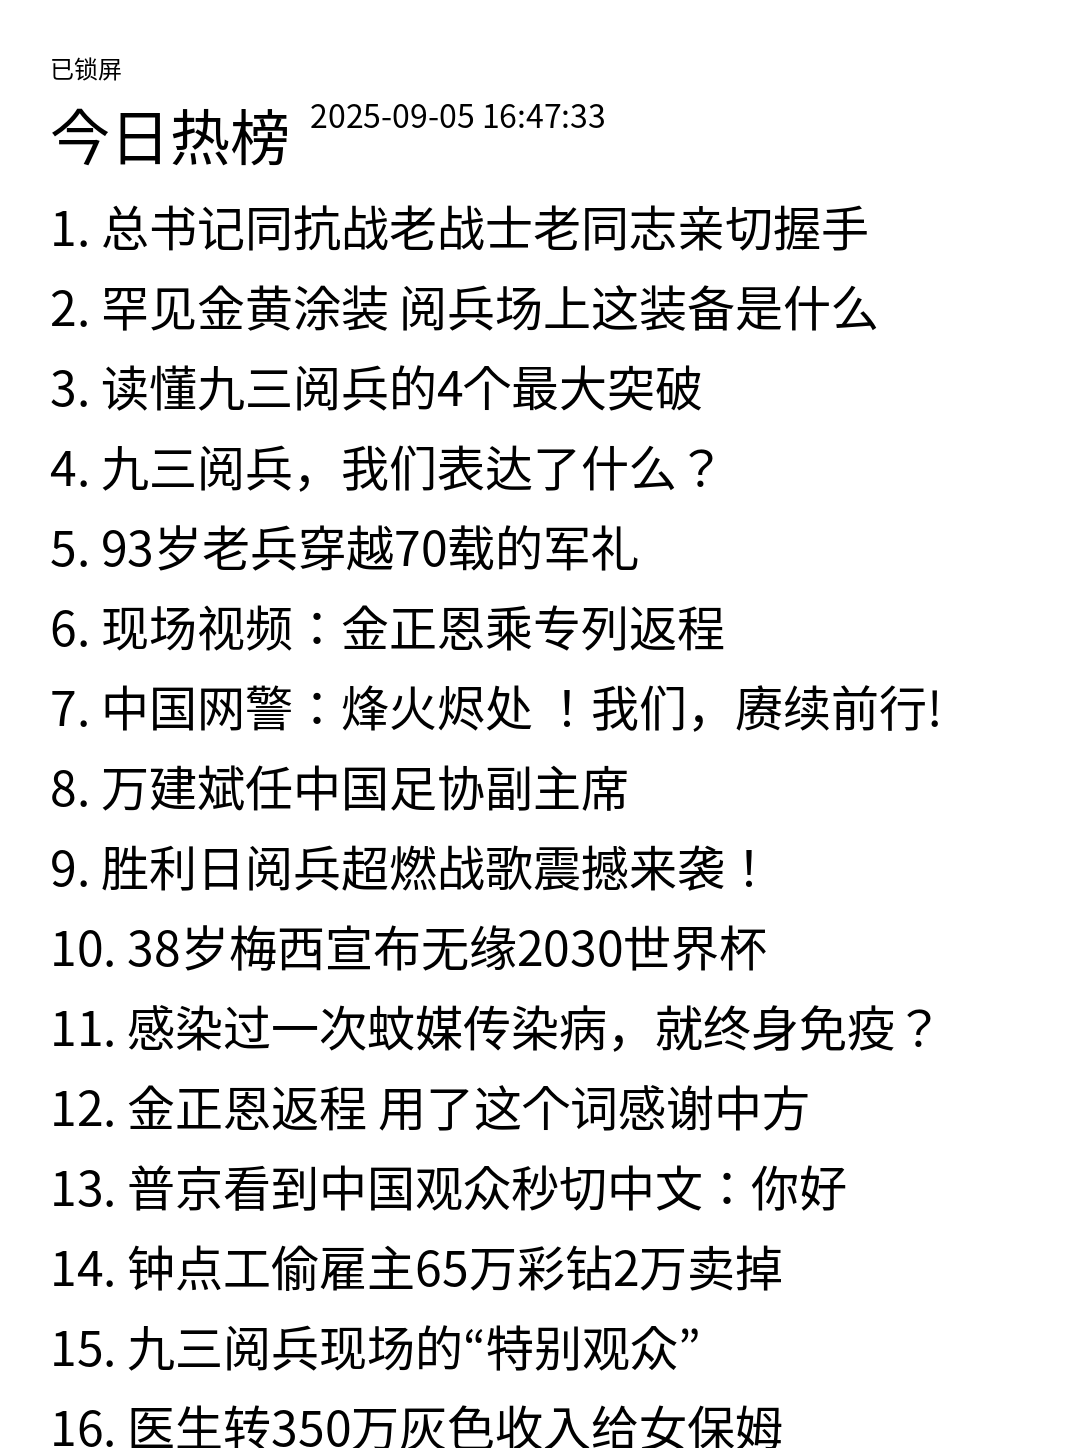 已锁屏
今日热榜 2025-09-05 16:47:33
1. 总书记同抗战老战士老同志亲切握手
2. 罕见金黄涂装 阅兵场上这装备是什么
3. 读懂九三阅兵的4个最大突破
4. 九三阅兵，我们表达了什么？
5. 93岁老兵穿越70载的军礼
6. 现场视频：金正恩乘专列返程
7. 中国网警：烽火烬处 ！我们，赓续前行!
8. 万建斌任中国足协副主席
9. 胜利日阅兵超燃战歌震撼来袭！
10. 38岁梅西宣布无缘2030世界杯
11. 感染过一次蚊媒传染病，就终身免疫？
12. 金正恩返程 用了这个词感谢中方
13. 普京看到中国观众秒切中文：你好
14. 钟点工偷雇主65万彩钻2万卖掉
15. 九三阅兵现场的“特别观众”
16. 医生转350万灰色收入给女保姆